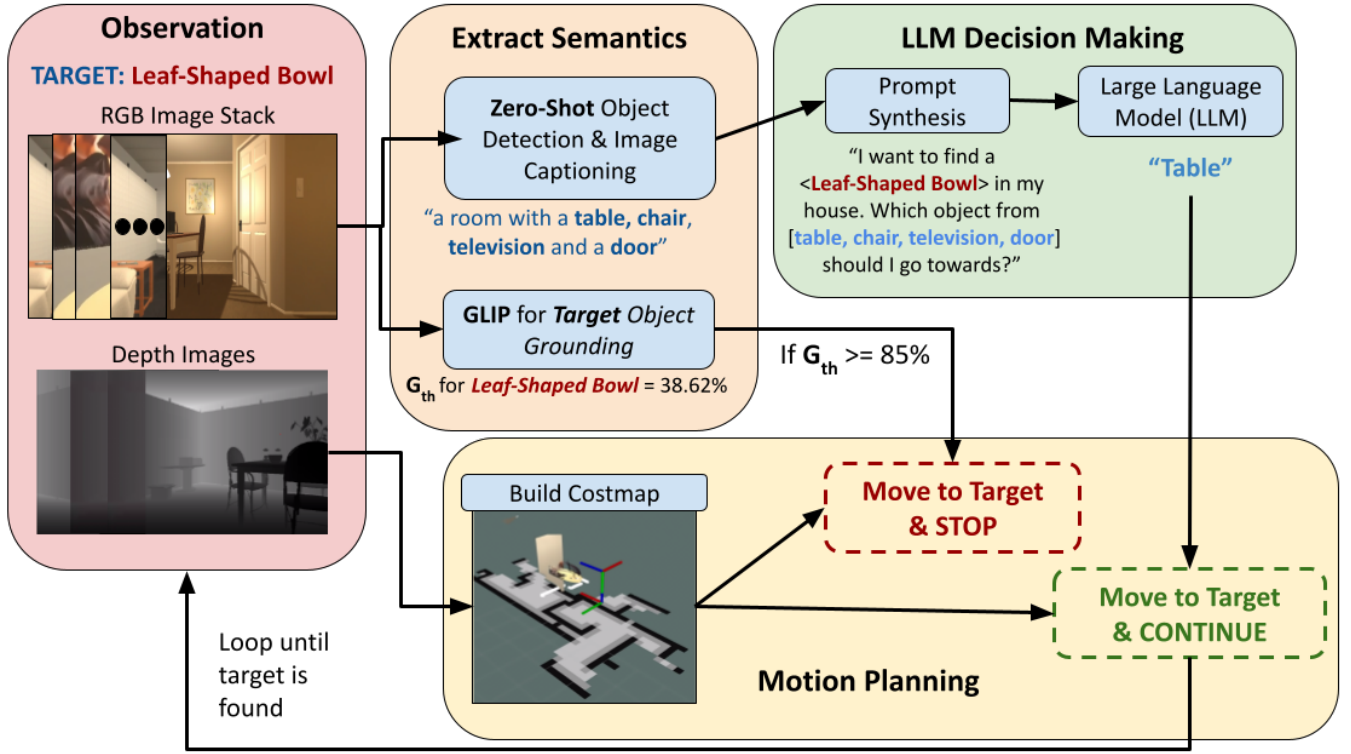 Observation
TARGET: Leaf-Shaped Bowl
RGB Image Stack
Depth Images
Extract Semantics
Zero-Shot Object
Detection & Image
Captioning
“a room with a table, chair,
television and a door”
GLIP for Target Object
Grounding
Gth for Leaf-Shaped Bowl = 38.62%
LLM Decision Making
Prompt
Synthesis
Large Language
Model (LLM)
“I want to find a
<Leaf-Shaped Bowl> in my
house. Which object from
[table, chair, television, door]
should I go towards?”
“Table”
If Gth >= 85%
Build Costmap
Move to Target
& STOP
Move to Target
& CONTINUE
Motion Planning
Loop until
target is
found